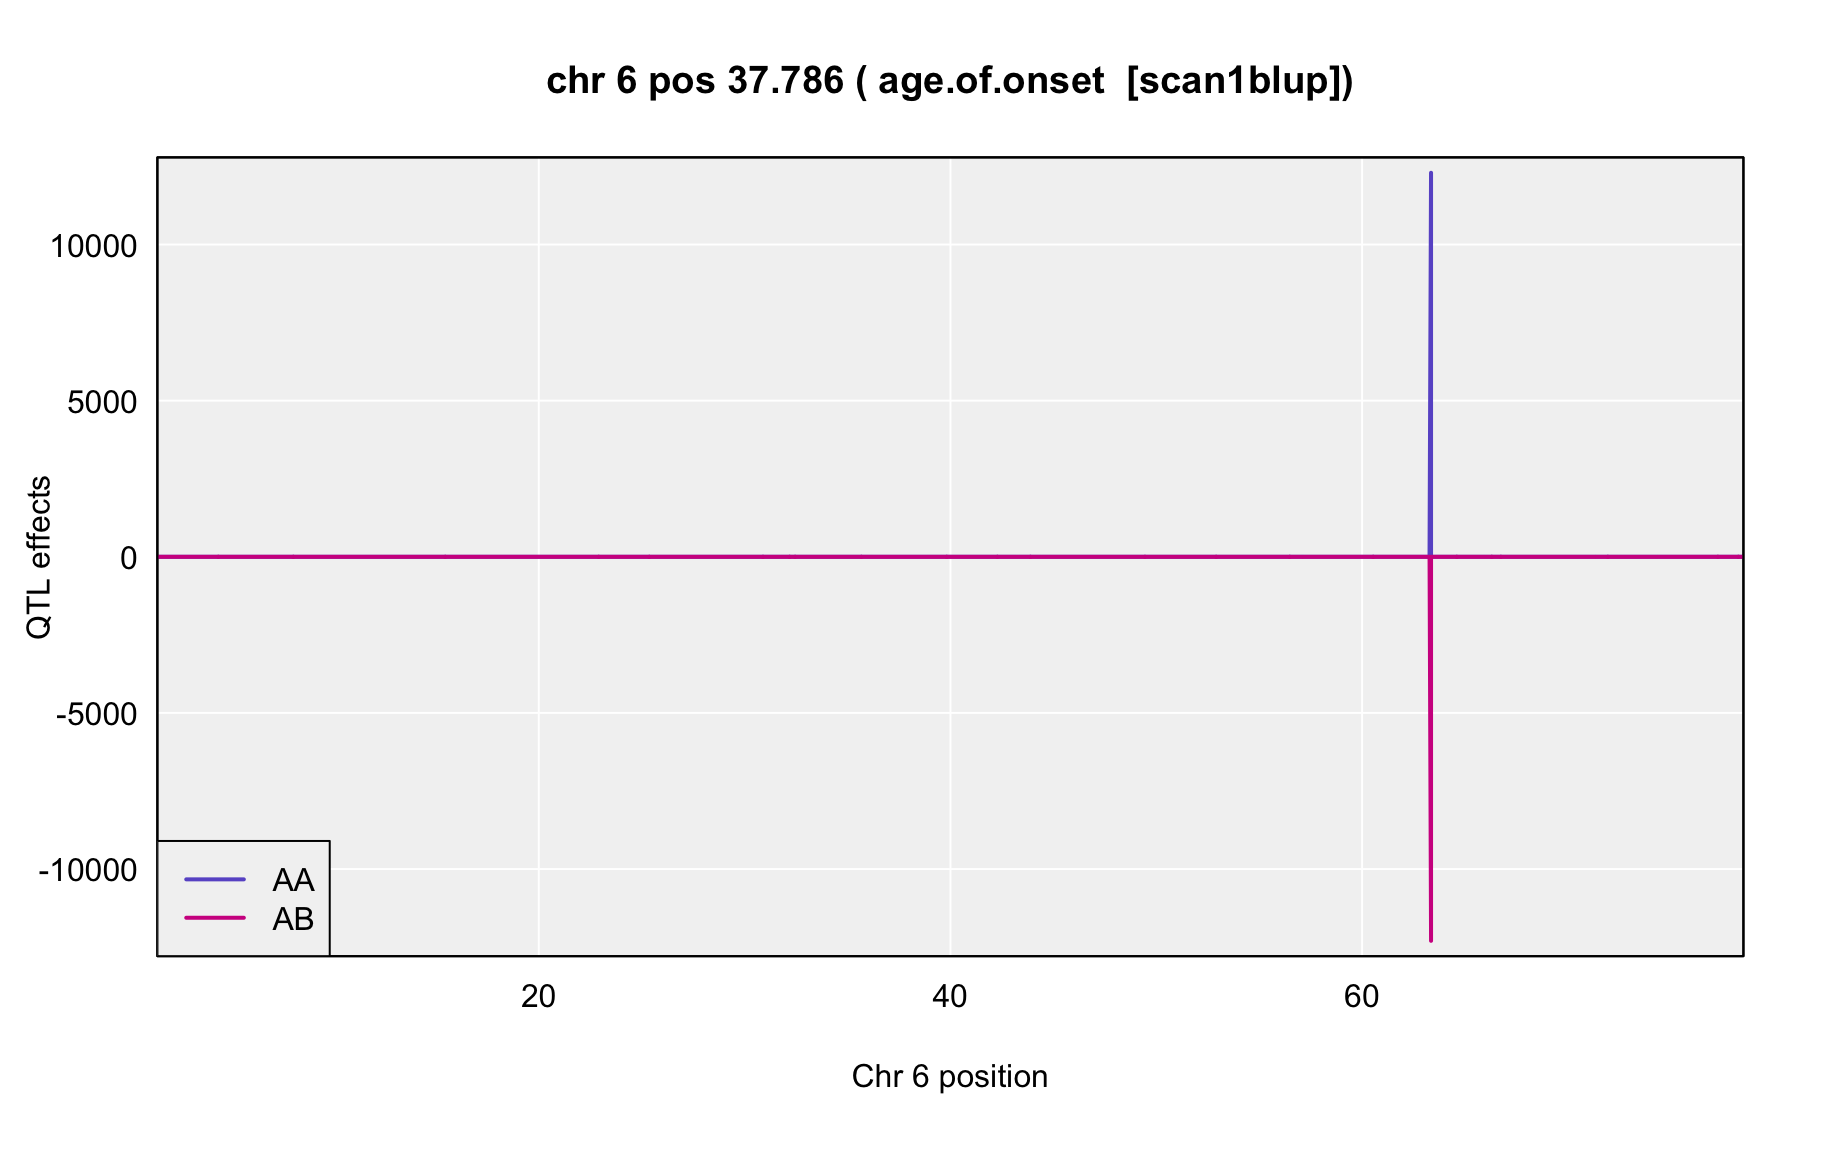 chr 6 pos 37.786 ( age.of.onset  [scan1blup])
QTL effects
10000
5000
0
-5000
-10000
AA
AB
20 40 60
Chr 6 position